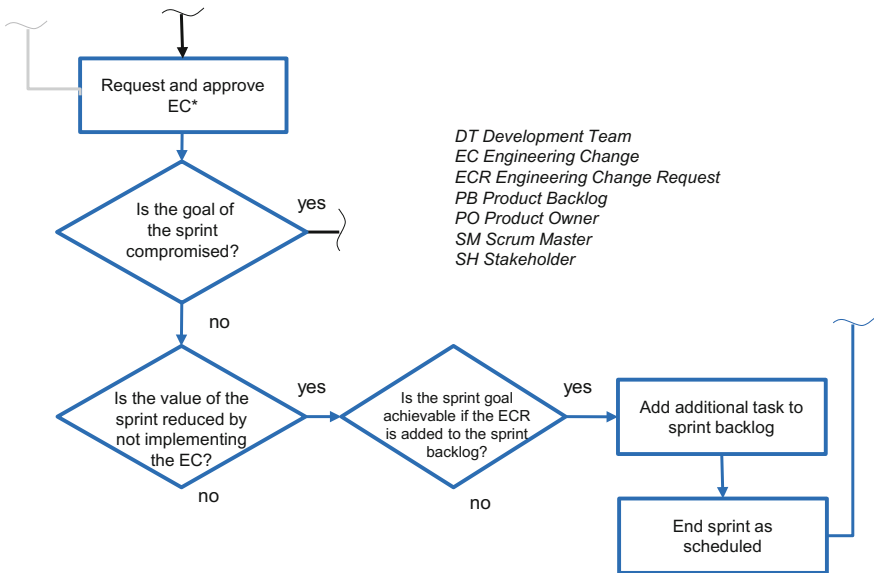 Request and approve
EC*
DT Development Team
EC Engineering Change
ECR Engineering Change Request
PB Product Backlog
PO Product Owner
SM Scrum Master
SH Stakeholder
Is the goal of
the sprint
compromised?
yes
no
Is the value of the
sprint reduced by
not implementing
the EC?
yes
no
Is the sprint goal
achievable if the ECR
is added to the sprint
backlog?
yes
no
Add additional task to
sprint backlog
End sprint as
scheduled